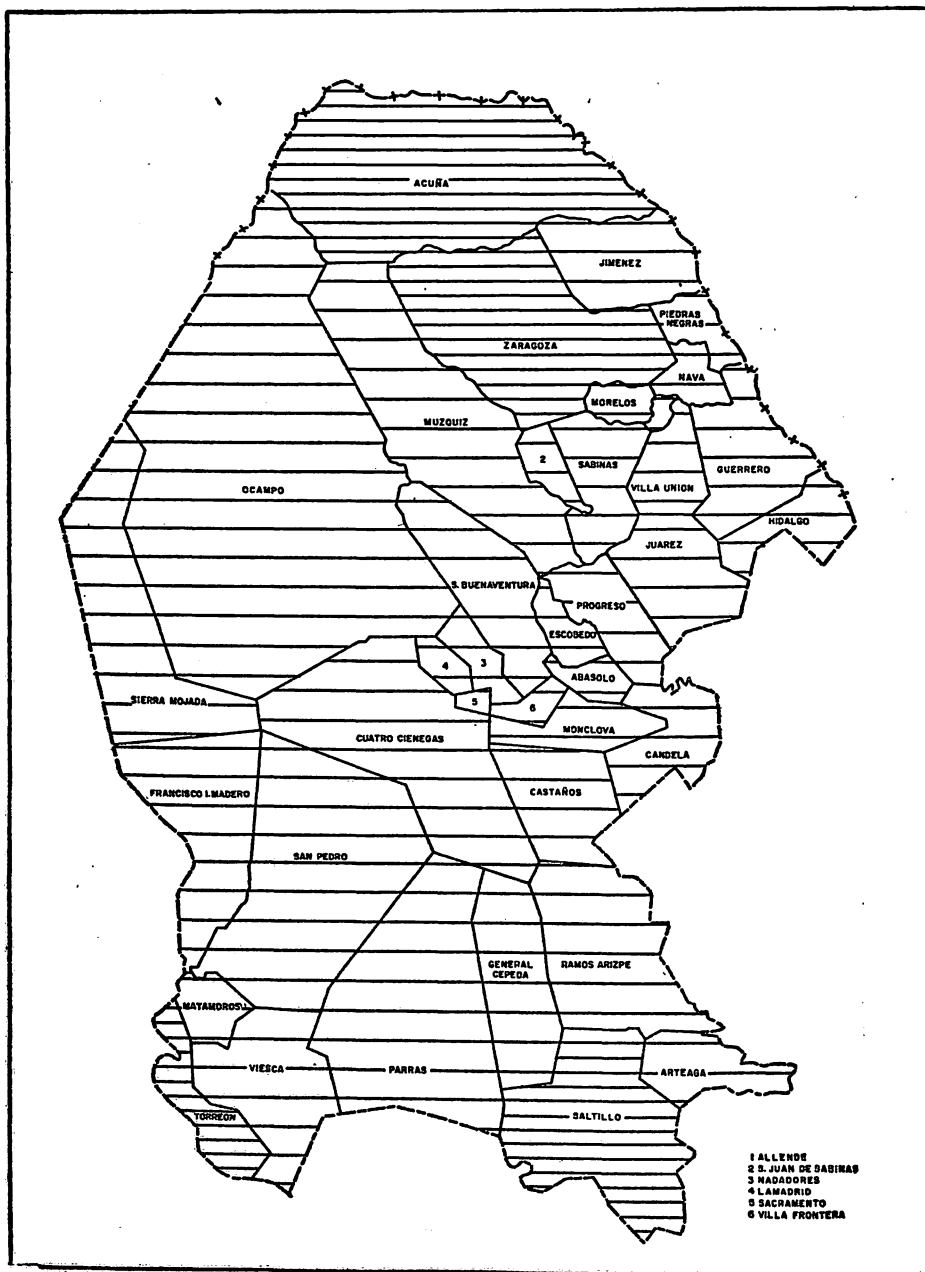 ACUÑA
JIMENEZ
PIEDRAS
NEGRAS
ZARAGOZA
NAVA
MORELOS
MUZQUIZ
2
SABINAS
GUERRERO
OCAMPO
VILLA UNION
HIDALGO
JUAREZ
S. BUENAVENTURA
PROGRESO
ESCOBEDO
4
3
ABASOLO
SIERRA MOJADA
5
6
CUATRO CIENEGAS
MONCLOVA
CANDELA
FRANCISCO I. MADERO
CASTAÑOS
SAN PEDRO
GENERAL
CEPEDA
RAMOS ARIZPE
MATAMOROS
VIESCA
PARRAS
ARTEAGA
TORREON
SALTILLO
1 ALLENDE
2 S. JUAN DE SABINAS
3 NADADORES
4 LAMADRID
5 SACRAMENTO
6 VILLA FRONTERA